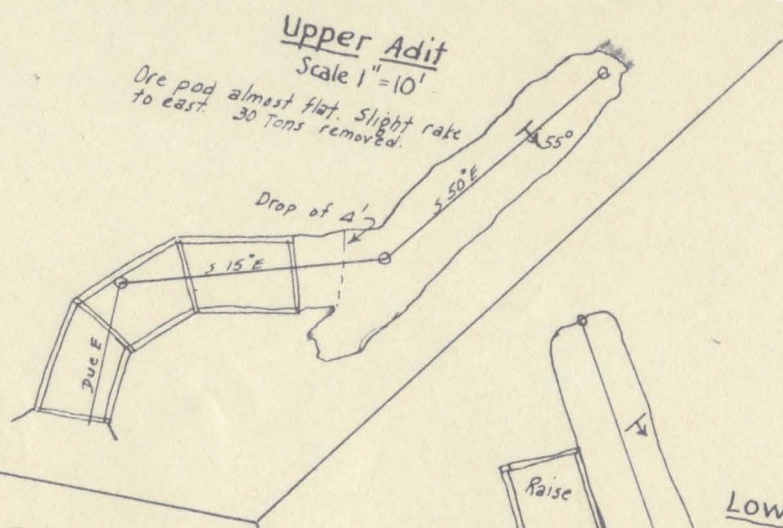 Upper Adit
Scale 1"=10'
Ore pod almost flat. Slight rake
to east. 30 Tons removed.
Drop of 4'
55°
S 50° E
S 15° E
Due E
Raise
Low